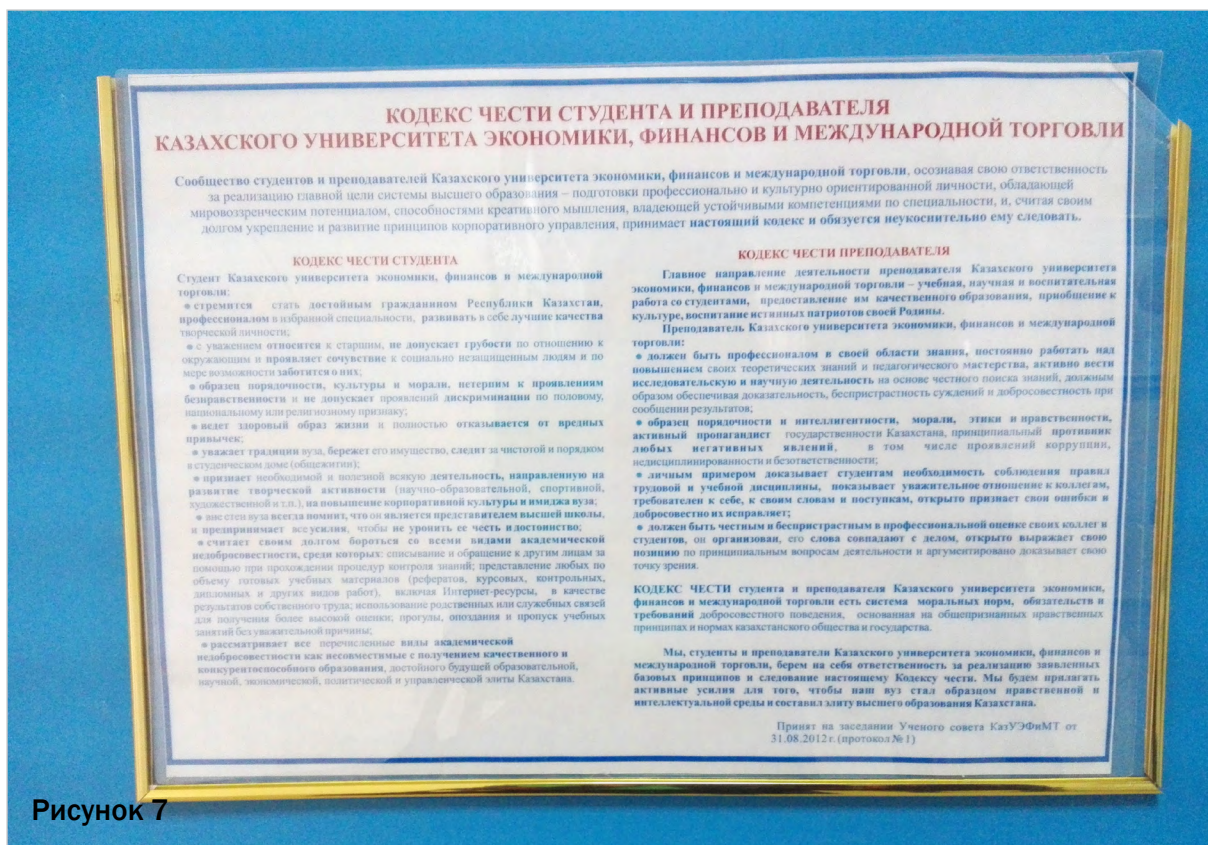 КОДЕКС ЧЕСТИ СТУДЕНТА И ПРЕПОДАВАТЕЛЯ
КАЗАХСКОГО УНИВЕРСИТЕТА ЭКОНОМИКИ, ФИНАНСОВ И МЕЖДУНАРОДНОЙ ТОРГОВЛИ
Сообщество студентов и преподавателей Казахского университета экономики, финансов и международной торговли, осознавая свою ответственность
за реализацию главной цели системы высшего образования – подготовки профессионально и культурно ориентированной личности, обладающей
мировоззренческим потенциалом, способностями креативного мышления, владеющей устойчивыми компетенциями по специальности, и, считая своим
долгом укрепление и развитие принципов корпоративного управления, принимает настоящий кодекс и обязуется неукоснительно ему следовать.
КОДЕКС ЧЕСТИ СТУДЕНТА
Студент Казахского университета экономики, финансов и международной
торговли:
• стремится стать достойным гражданином Республики Казахстан,
профессионалом в избранной специальности, развивать в себе лучшие качества
творческой личности;
• с уважением относится к старшим, не допускает грубости по отношению к
окружающим и проявляет сочувствие к социально незащищенным людям и по
мере возможности заботится о них;
• образец порядочности, культуры и морали, нетерпим к проявлениям
безнравственности и не допускает проявлений дискриминации по половому,
национальному или религиозному признаку;
• ведет здоровый образ жизни и полностью отказывается от вредных
привычек;
• уважает традиции вуза, бережет его имущество, следит за чистотой и порядком
в студенческом доме (общежитии);
• признает необходимой и полезной всякую деятельность, направленную на
развитие творческой активности (научно-образовательной, спортивной,
художественной и т.п.), на повышение корпоративной культуры и имиджа вуза;
• вне стен вуза всегда помнит, что он является представителем высшей школы,
и предпринимает все усилия, чтобы не уронить ее честь и достоинство;
• считает своим долгом бороться со всеми видами академической
недобросовестности, среди которых: списывание и обращение к другим лицам за
помощью при прохождении процедур контроля знаний; представление любых по
объему готовых учебных материалов (рефератов, курсовых, контрольных,
дипломных и других видов работ), включая Интернет-ресурсы, в качестве
результатов собственного труда; использование родственных или служебных связей
для получения более высокой оценки; прогулы, опоздания и пропуск учебных
занятий без уважительной причины;
• рассматривает все перечисленные виды академической
недобросовестности как несовместимые с получением качественного и
конкурентоспособного образования, достойного будущей образовательной,
научной, экономической, политической и управленческой элиты Казахстана.
КОДЕКС ЧЕСТИ ПРЕПОДАВАТЕЛЯ
Главное направление деятельности преподавателя Казахского университета
экономики, финансов и международной торговли – учебная, научная и воспитательная
работа со студентами, предоставление им качественного образования, приобщение к
культуре, воспитание истинных патриотов своей Родины.
Преподаватель Казахского университета экономики, финансов и международной
торговли:
• должен быть профессионалом в своей области знания, постоянно работать над
повышением своих теоретических знаний и педагогического мастерства, активно вести
исследовательскую и научную деятельность на основе честного поиска знаний, должным
образом обеспечивая доказательность, беспристрастность суждений и добросовестность при
сообщении результатов;
• образец порядочности и интеллигентности, морали, этики и нравственности,
активный пропагандист государственности Казахстана, принципиальный противник
любых негативных явлений, в том числе проявлений коррупции,
недисциплинированности и безответственности;
• личным примером доказывает студентам необходимость соблюдения правил
трудовой и учебной дисциплины, показывает уважительное отношение к коллегам,
требователен к себе, к своим словам и поступкам, открыто признает свои ошибки и
добросовестно их исправляет;
• должен быть честным и беспристрастным в профессиональной оценке своих коллег и
студентов, он организован, его слова совпадают с делом, открыто выражает свою
позицию по принципиальным вопросам деятельности и аргументировано доказывает свою
точку зрения.
КОДЕКС ЧЕСТИ студента и преподавателя Казахского университета экономики,
финансов и международной торговли есть система моральных норм, обязательств и
требований добросовестного поведения, основанная на общепризнанных нравственных
принципах и нормах казахстанского общества и государства.
Мы, студенты и преподаватели Казахского университета экономики, финансов и
международной торговли, берем на себя ответственность за реализацию заявленных
базовых принципов и следование настоящему Кодексу чести. Мы будем прилагать
активные усилия для того, чтобы наш вуз стал образцом нравственной и
интеллектуальной среды и составил элиту высшего образования Казахстана.
Принят на заседании Ученого совета КазУЭФиМТ от
31.08.2012 г. (протокол № 1)
Рисунок 7